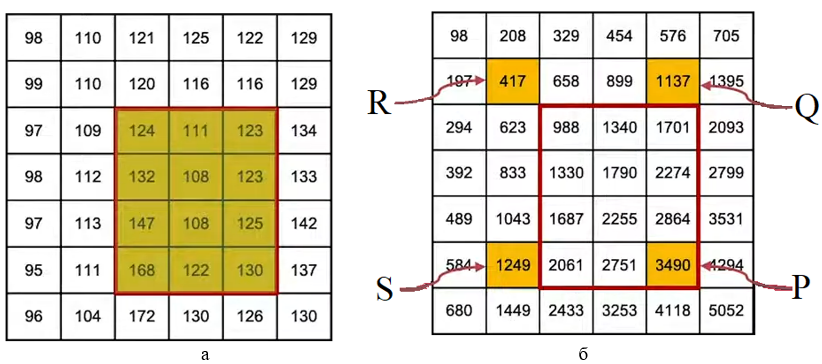 98 110 121 125 122 129
99 110 120 116 116 129
97 109 124 111 123 134
98 112 132 108 123 133
97 113 147 108 125 142
95 111 168 122 130 137
96 104 172 130 126 130
а
98 208 329 454 576 705
R 197 417 658 899 1137 1395 Q
294 623 988 1340 1701 2093
392 833 1330 1790 2274 2799
489 1043 1687 2255 2864 3531
S 584 1249 2061 2751 3490 4294 P
680 1449 2433 3253 4118 5052
б